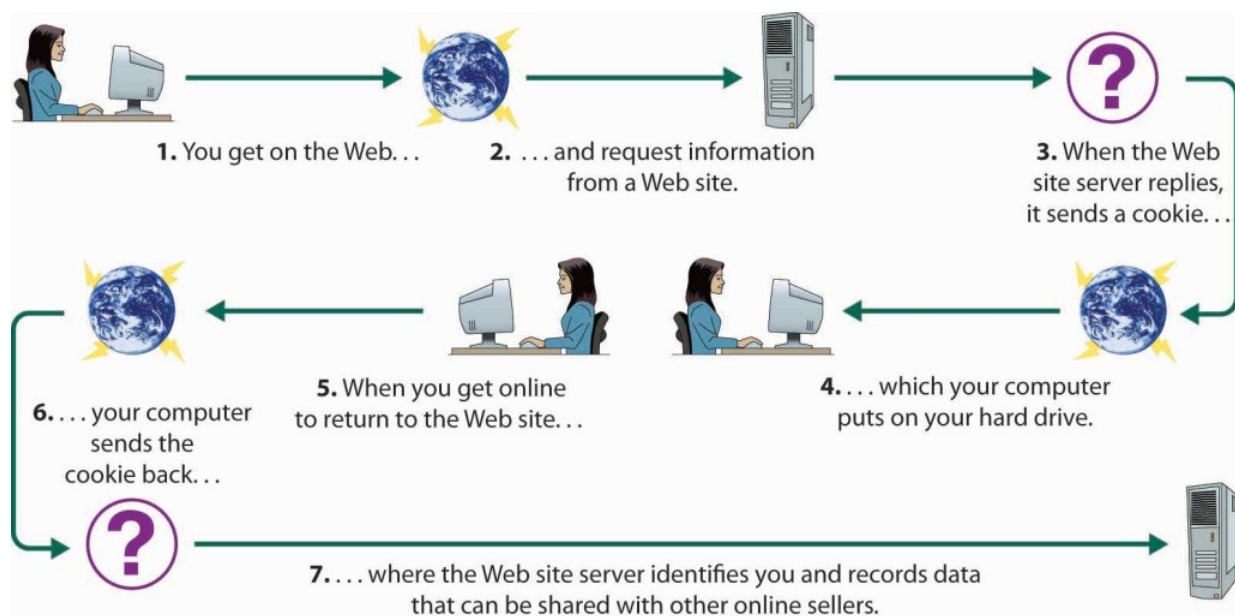 1. You get on the Web. . .
2. . . . and request information
from a Web site.
3. When the Web
site server replies,
it sends a cookie. . .
4. . . . which your computer
puts on your hard drive.
5. When you get online
to return to the Web site. . .
6. . . . your computer
sends the
cookie back. . .
7. . . . where the Web site server identifies you and records data
that can be shared with other online sellers.
?
?